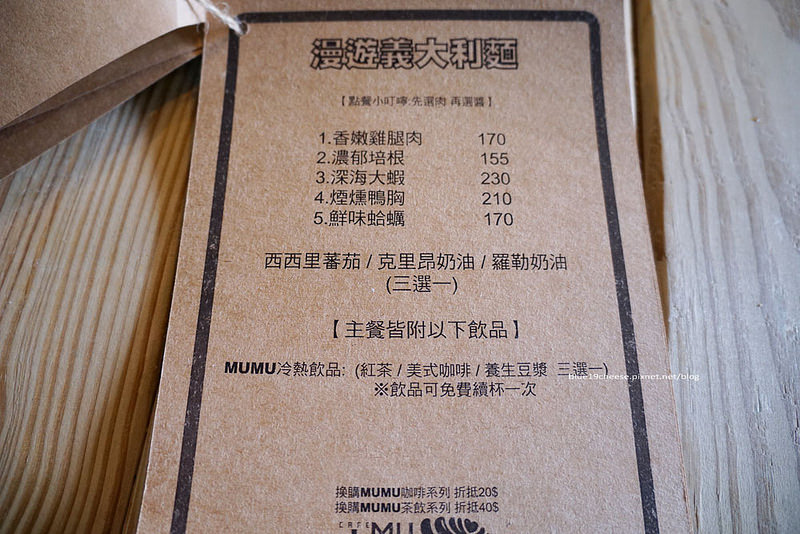 漫遊義大利麵
【點餐小叮嚀:先選肉 再選醬】
1.香嫩雞腿肉 170
2.濃郁培根 155
3.深海大蝦 230
4.煙燻鴨胸 210
5.鮮味蛤蠣 170
西西里蕃茄 / 克里昂奶油 / 羅勒奶油
(三選一)
【主餐皆附以下飲品】
MUMU冷熱飲品: (紅茶 / 美式咖啡 / 養生豆漿 三選一)
blue19cheese.pixnet.net/blog
※飲品可免費續杯一次
換購MUMU咖啡系列 折抵20$
換購MUMU茶飲系列 折抵40$
CAFE